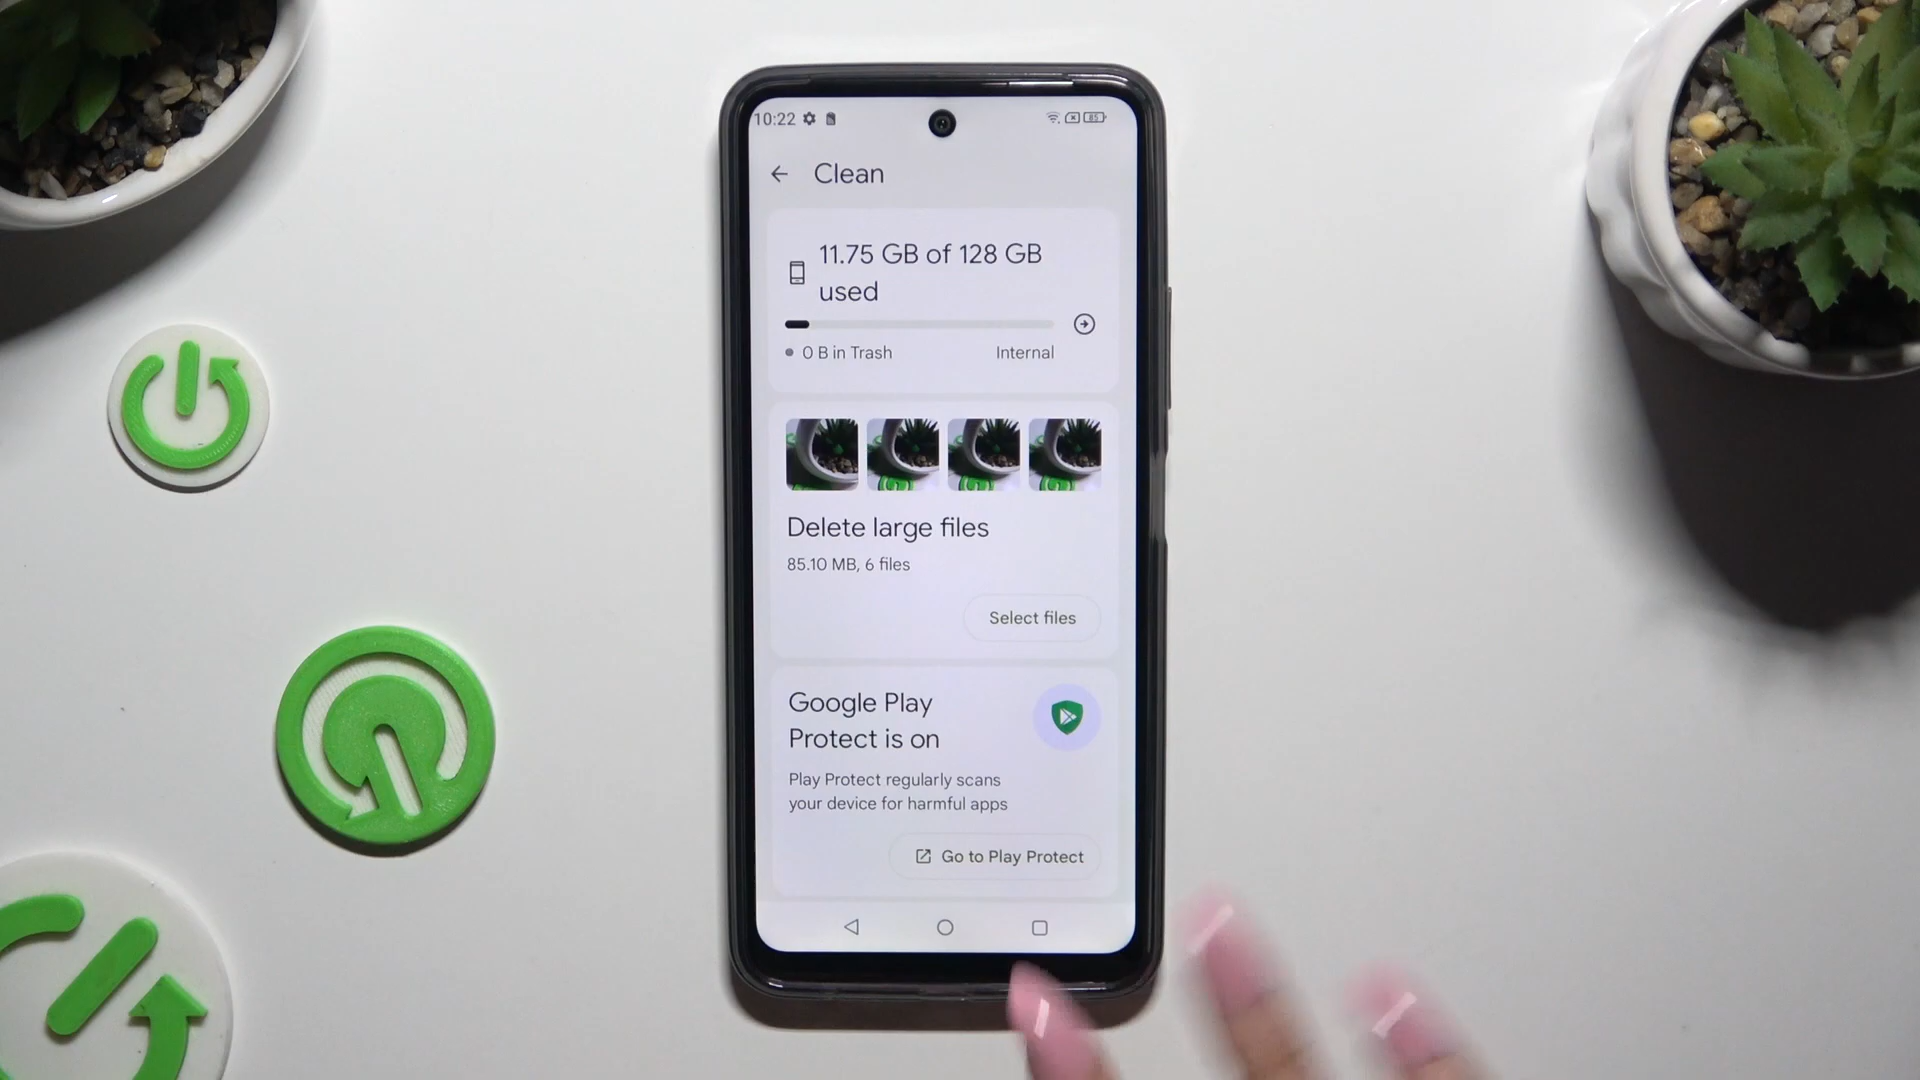 10:22
85
Clean
11.75 GB of 128 GB
used
0 B in Trash
Internal
Delete large files
85.10 MB, 6 files
Select files
Google Play
Protect is on
Play Protect regularly scans
your device for harmful apps
Go to Play Protect